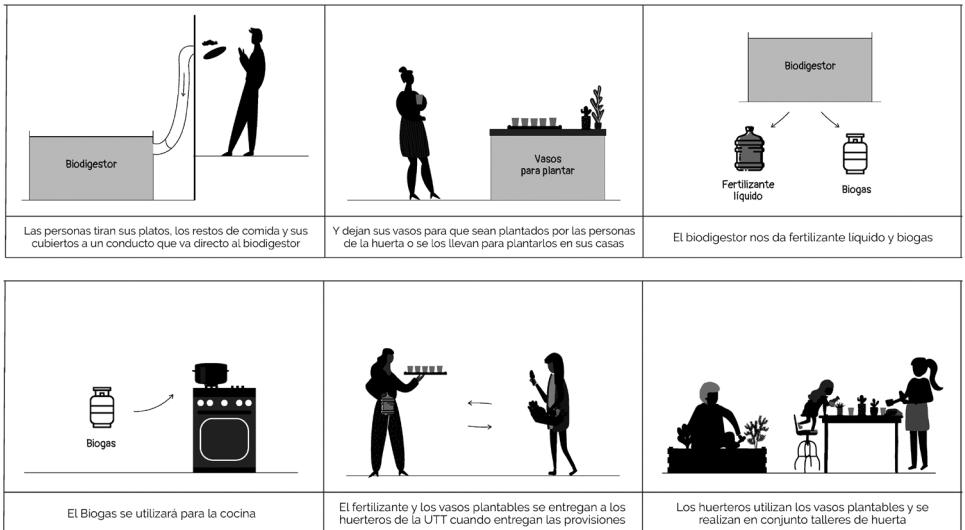 Biodigestor
Las personas tiran sus platos, los restos de comida y sus
cubiertos a un conducto que va directo al biodigestor
Vasos
para plantar
Y dejan sus vasos para que sean plantados por las personas
de la huerta o se los llevan para plantarlos en sus casas
Biodigestor
Fertilizante
líquido
Biogas
El biodigestor nos da fertilizante líquido y biogas
Biogas
El Biogas se utilizará para la cocina
El fertilizante y los vasos plantables se entregan a los
huerteros de la UTT cuando entregan las provisiones
Los huerteros utilizan los vasos plantables y se
realizan en conjunto talleres de huerta